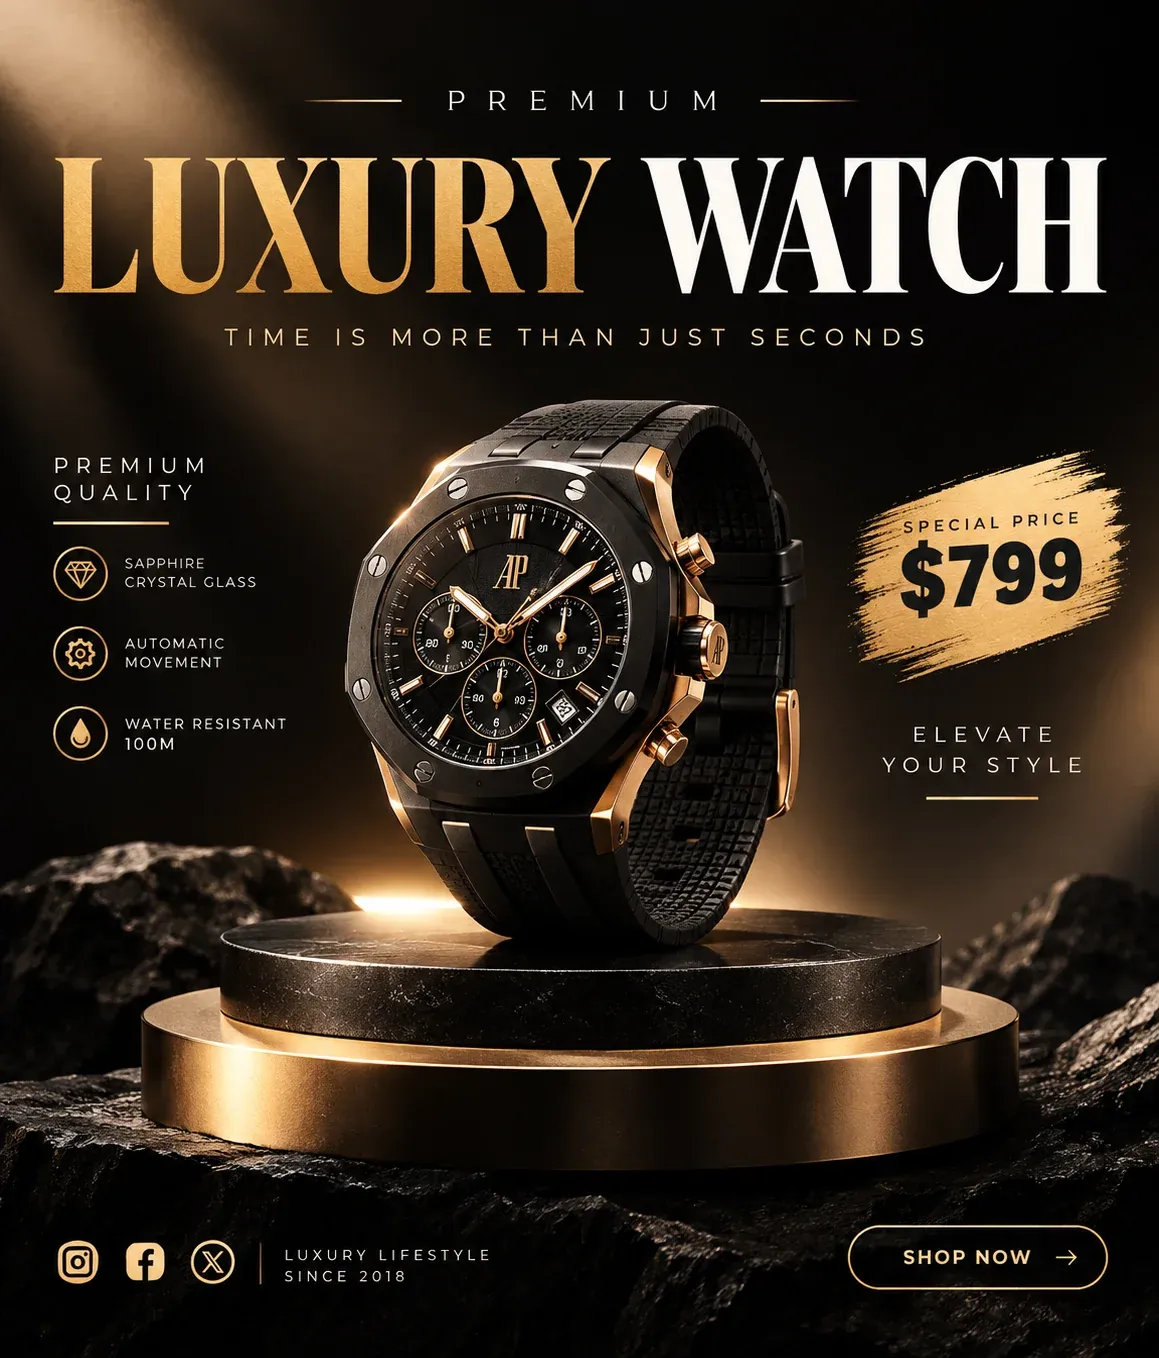 PREMIUM
LUXURY WATCH
TIME IS MORE THAN JUST SECONDS
PREMIUM
QUALITY
SAPPHIRE
CRYSTAL GLASS
AUTOMATIC
MOVEMENT
WATER RESISTANT
100M
AP
SPECIAL PRICE
$799
ELEVATE
YOUR STYLE
LUXURY LIFESTYLE
SINCE 2018
SHOP NOW